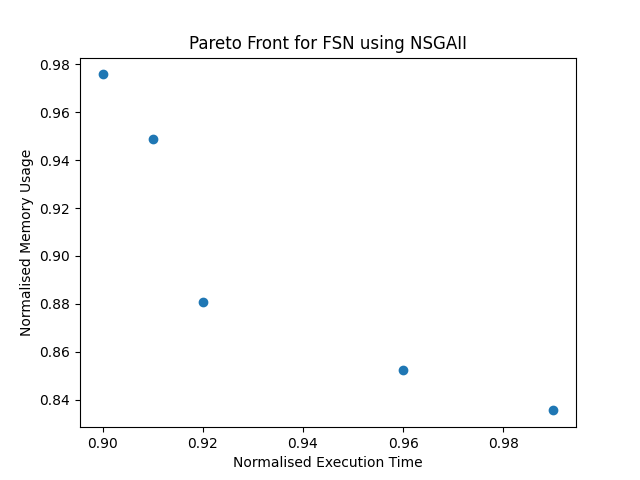 Pareto Front for FSN using NSGAII
0.98
0.96
0.94
0.92
0.90
0.88
0.86
0.84
Normalised Memory Usage
0.90 0.92 0.94 0.96 0.98
Normalised Execution Time